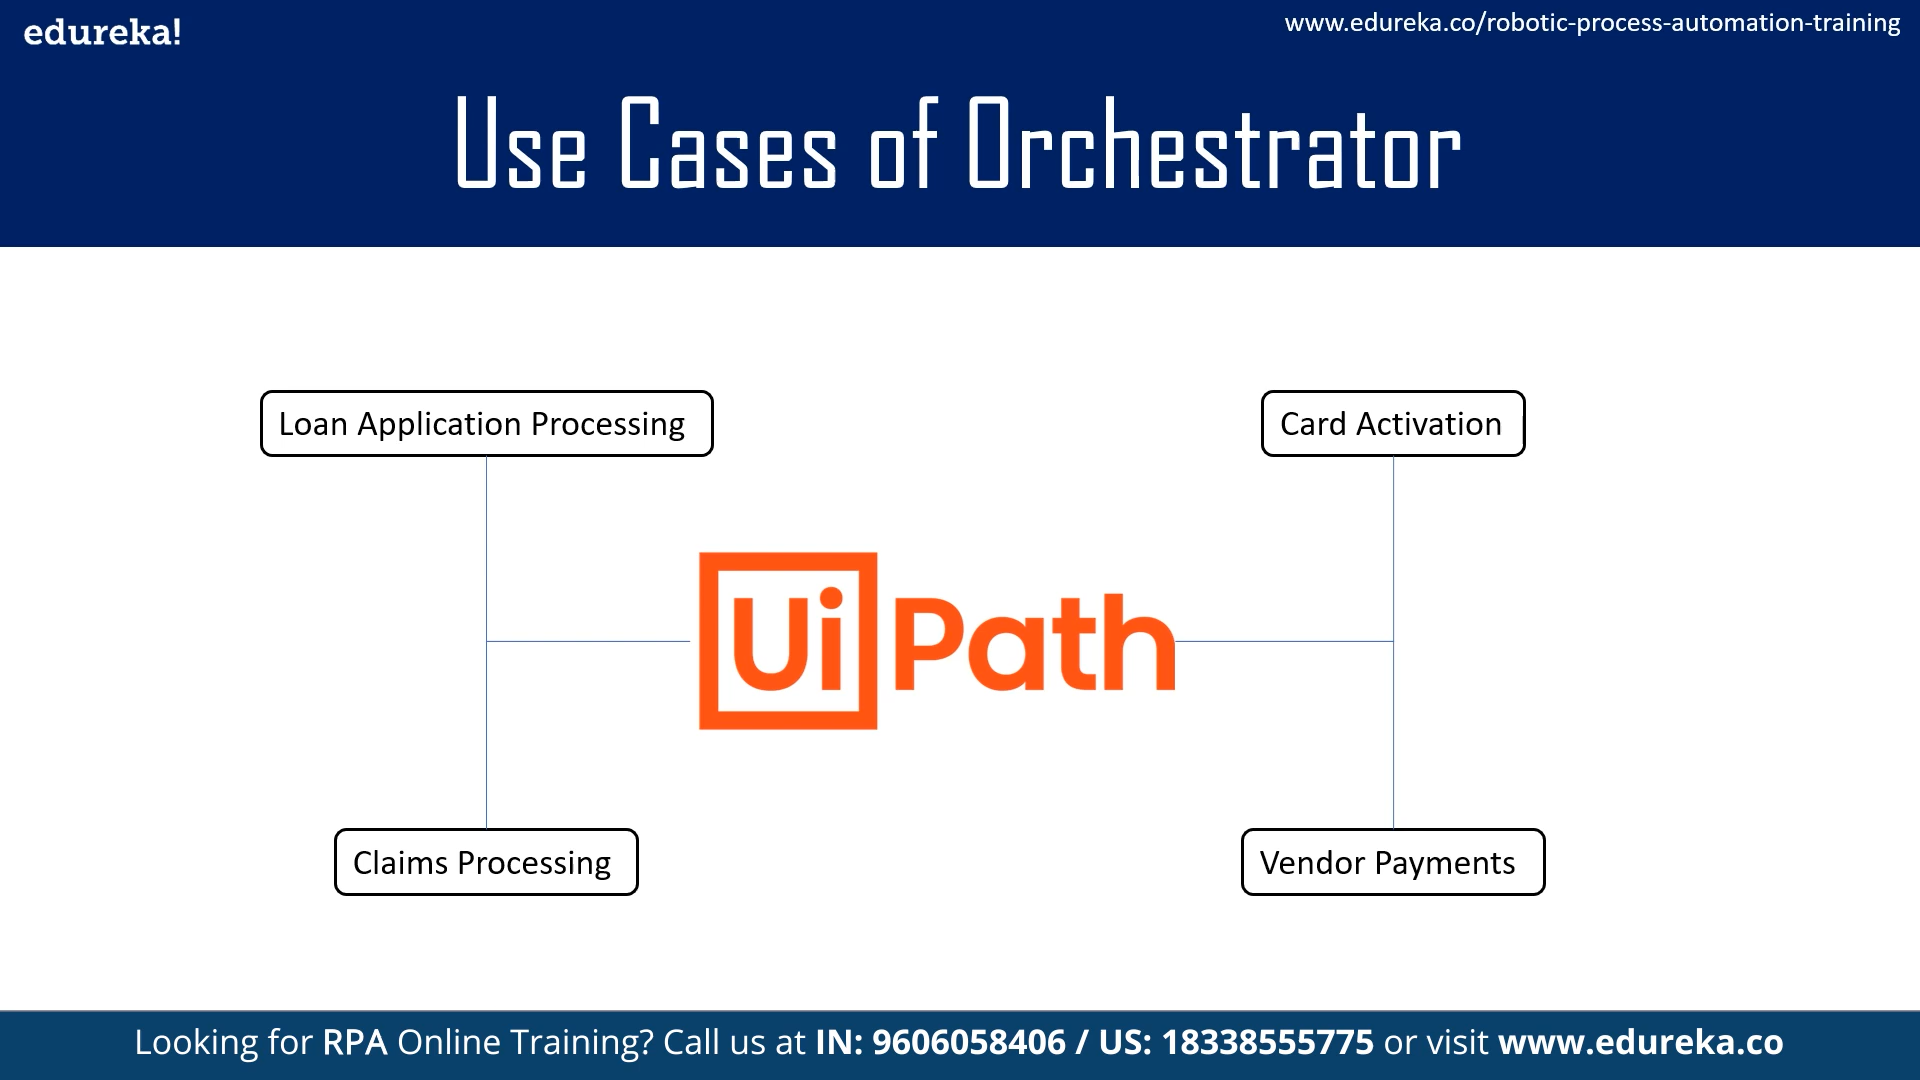 edureka!
www.edureka.co/robotic-process-automation-training
Use Cases of Orchestrator
Loan Application Processing
Card Activation
UiPath
Claims Processing
Vendor Payments
Looking for RPA Online Training? Call us at IN: 9606058406 / US: 18338555775 or visit www.edureka.co